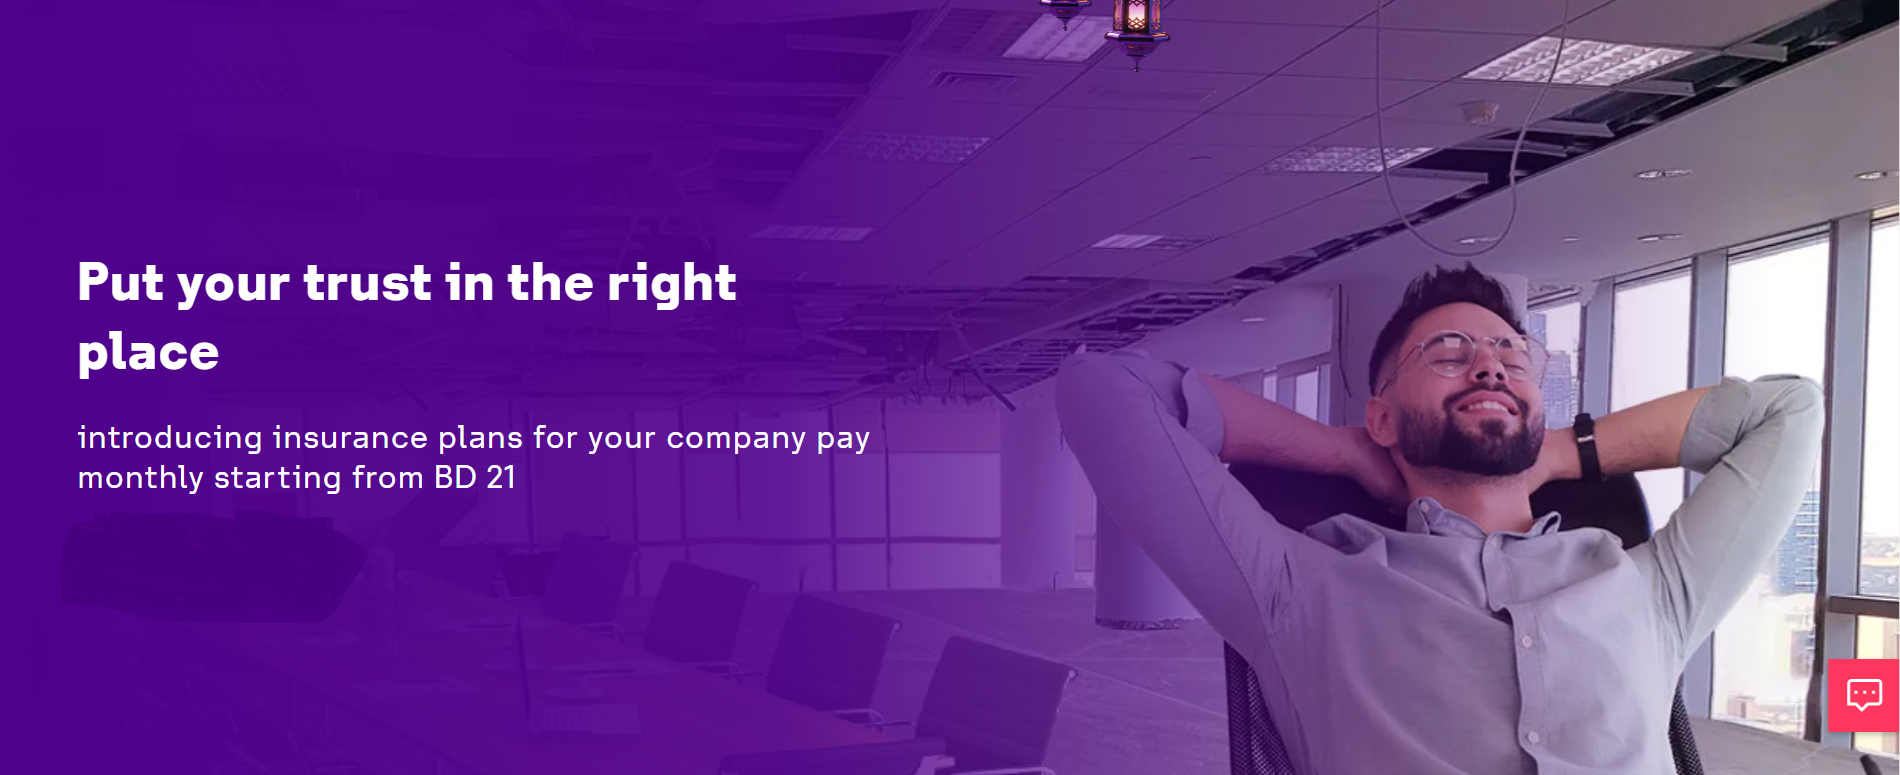 Put your trust in the right
place
introducing insurance plans for your company pay
monthly starting from BD 21